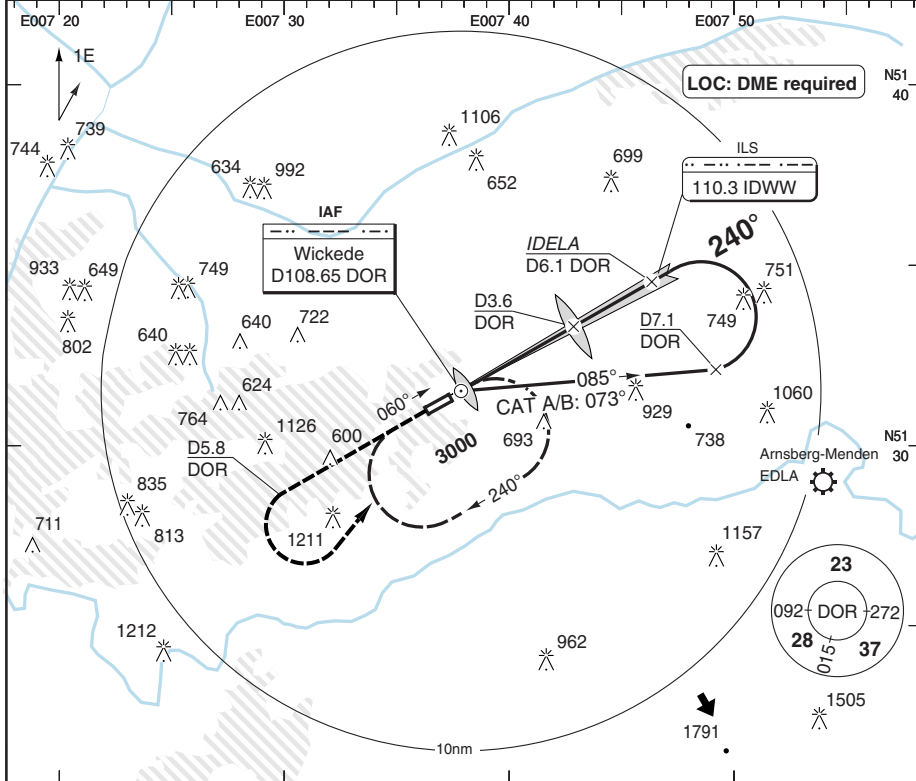 E007 20
E007 30
E007 40
E007 50
1E
N51
40
LOC: DME required
744
739
1106
652
699
634
992
ILS
110.3 IDWW
IAF
Wickede
D108.65 DOR
240°
IDELA
D6.1 DOR
933
649
749
802
D3.6
DOR
D7.1
DOR
751
749
640
640
722
764
624
060°
085°
CAT A/B: 073°
929
738
1060
1126
600
3000
693
N51
30
D5.8
DOR
Arnsberg-Menden
EDLA
835
813
711
1211
240°
1157
23
092
DOR
272
28
015
37
1212
962
1505
1791
10nm